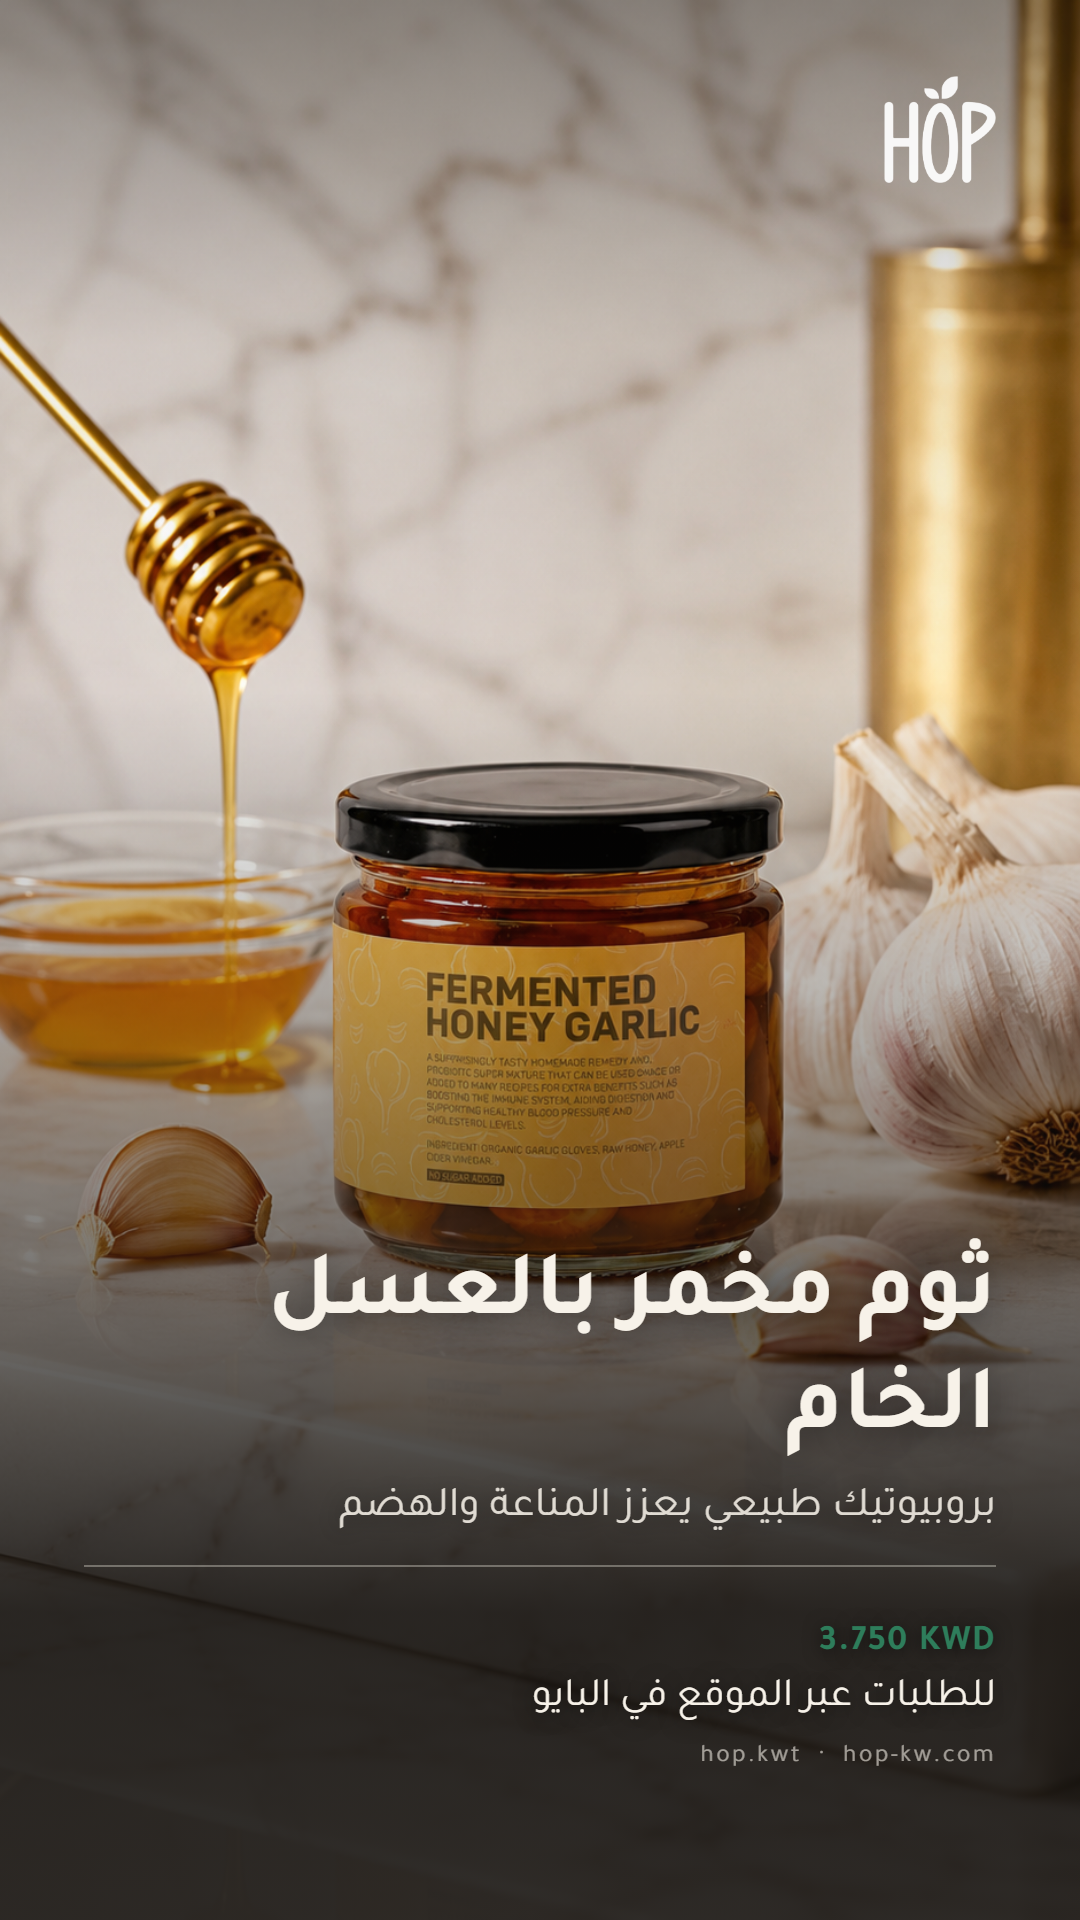 HOP
FERMENTED
HONEY GARLIC
A SURPRISINGLY TASTY HOMEMADE REMEDY AND,
PROBIOTIC SUPER MIXTURE THAT CAN BE USED ONACE OR
ADDED TO MANY RECIPES FOR EXTRA BENEFITS SUCH AS
BOOSTING THE IMMUNE SYSTEM, AIDING DIGESTION AND
SUPPORTING HEALTHY BLOOD PRESSURE AND
CHOLESTEROL LEVELS.
INGREDIENT: ORGANIC GARLIC GLOVES, RAW HONEY, APPLE
CIDER VINEGAR.
NO SUGAR ADDED
ثوم مخمر بالعسل
الخام
بروبيوتيك طبيعي يعزز المناعة والهضم
3.750 KWD
للطلبات عبر الموقع في البايو
hop.kwt · hop-kw.com